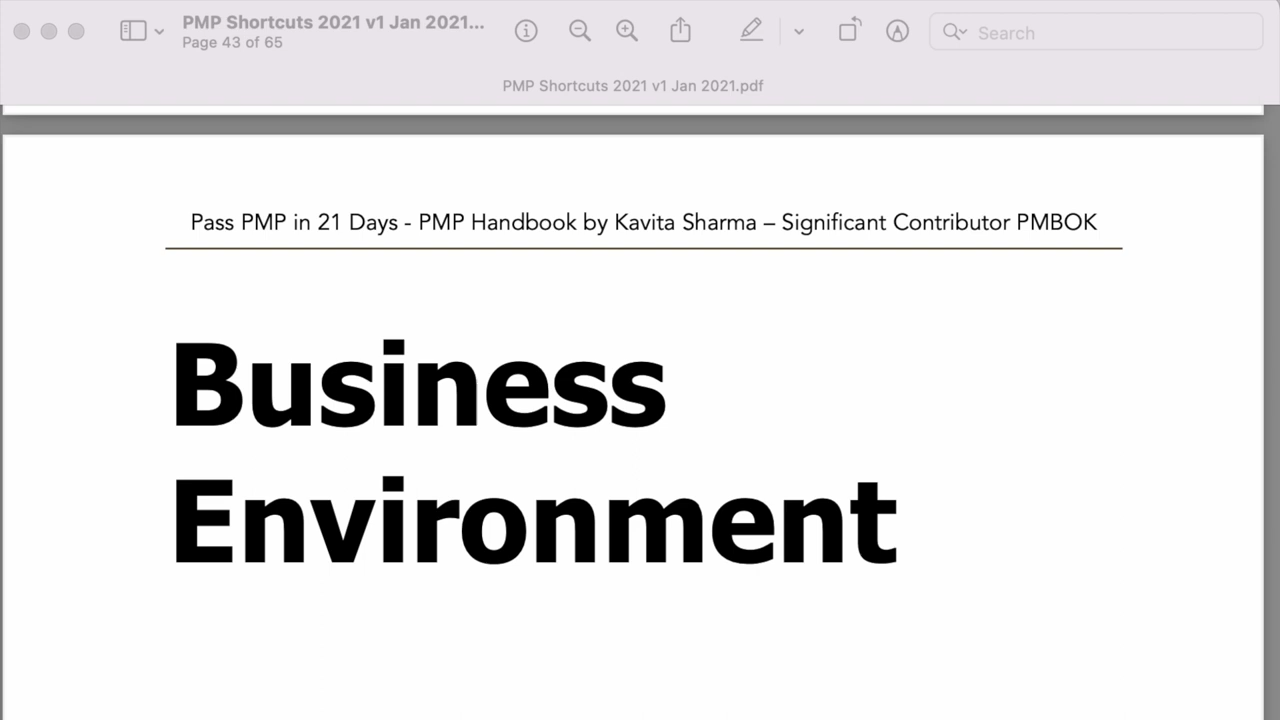 PMP Shortcuts 2021 v1 Jan 2021...
Page 43 of 65
Search
PMP Shortcuts 2021 v1 Jan 2021.pdf
Pass PMP in 21 Days - PMP Handbook by Kavita Sharma – Significant Contributor PMBOK
Business
Environment